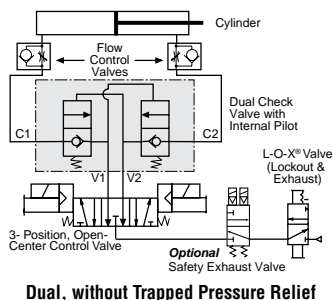 Cylinder
Flow
Control
Valves
Dual Check
Valve with
Internal Pilot
C1
C2
V1
V2
L-O-X® Valve
(Lockout &
Exhaust)
3- Position, Open-
Center Control Valve
Optional
Safety Exhaust Valve
Dual, without Trapped Pressure Relief